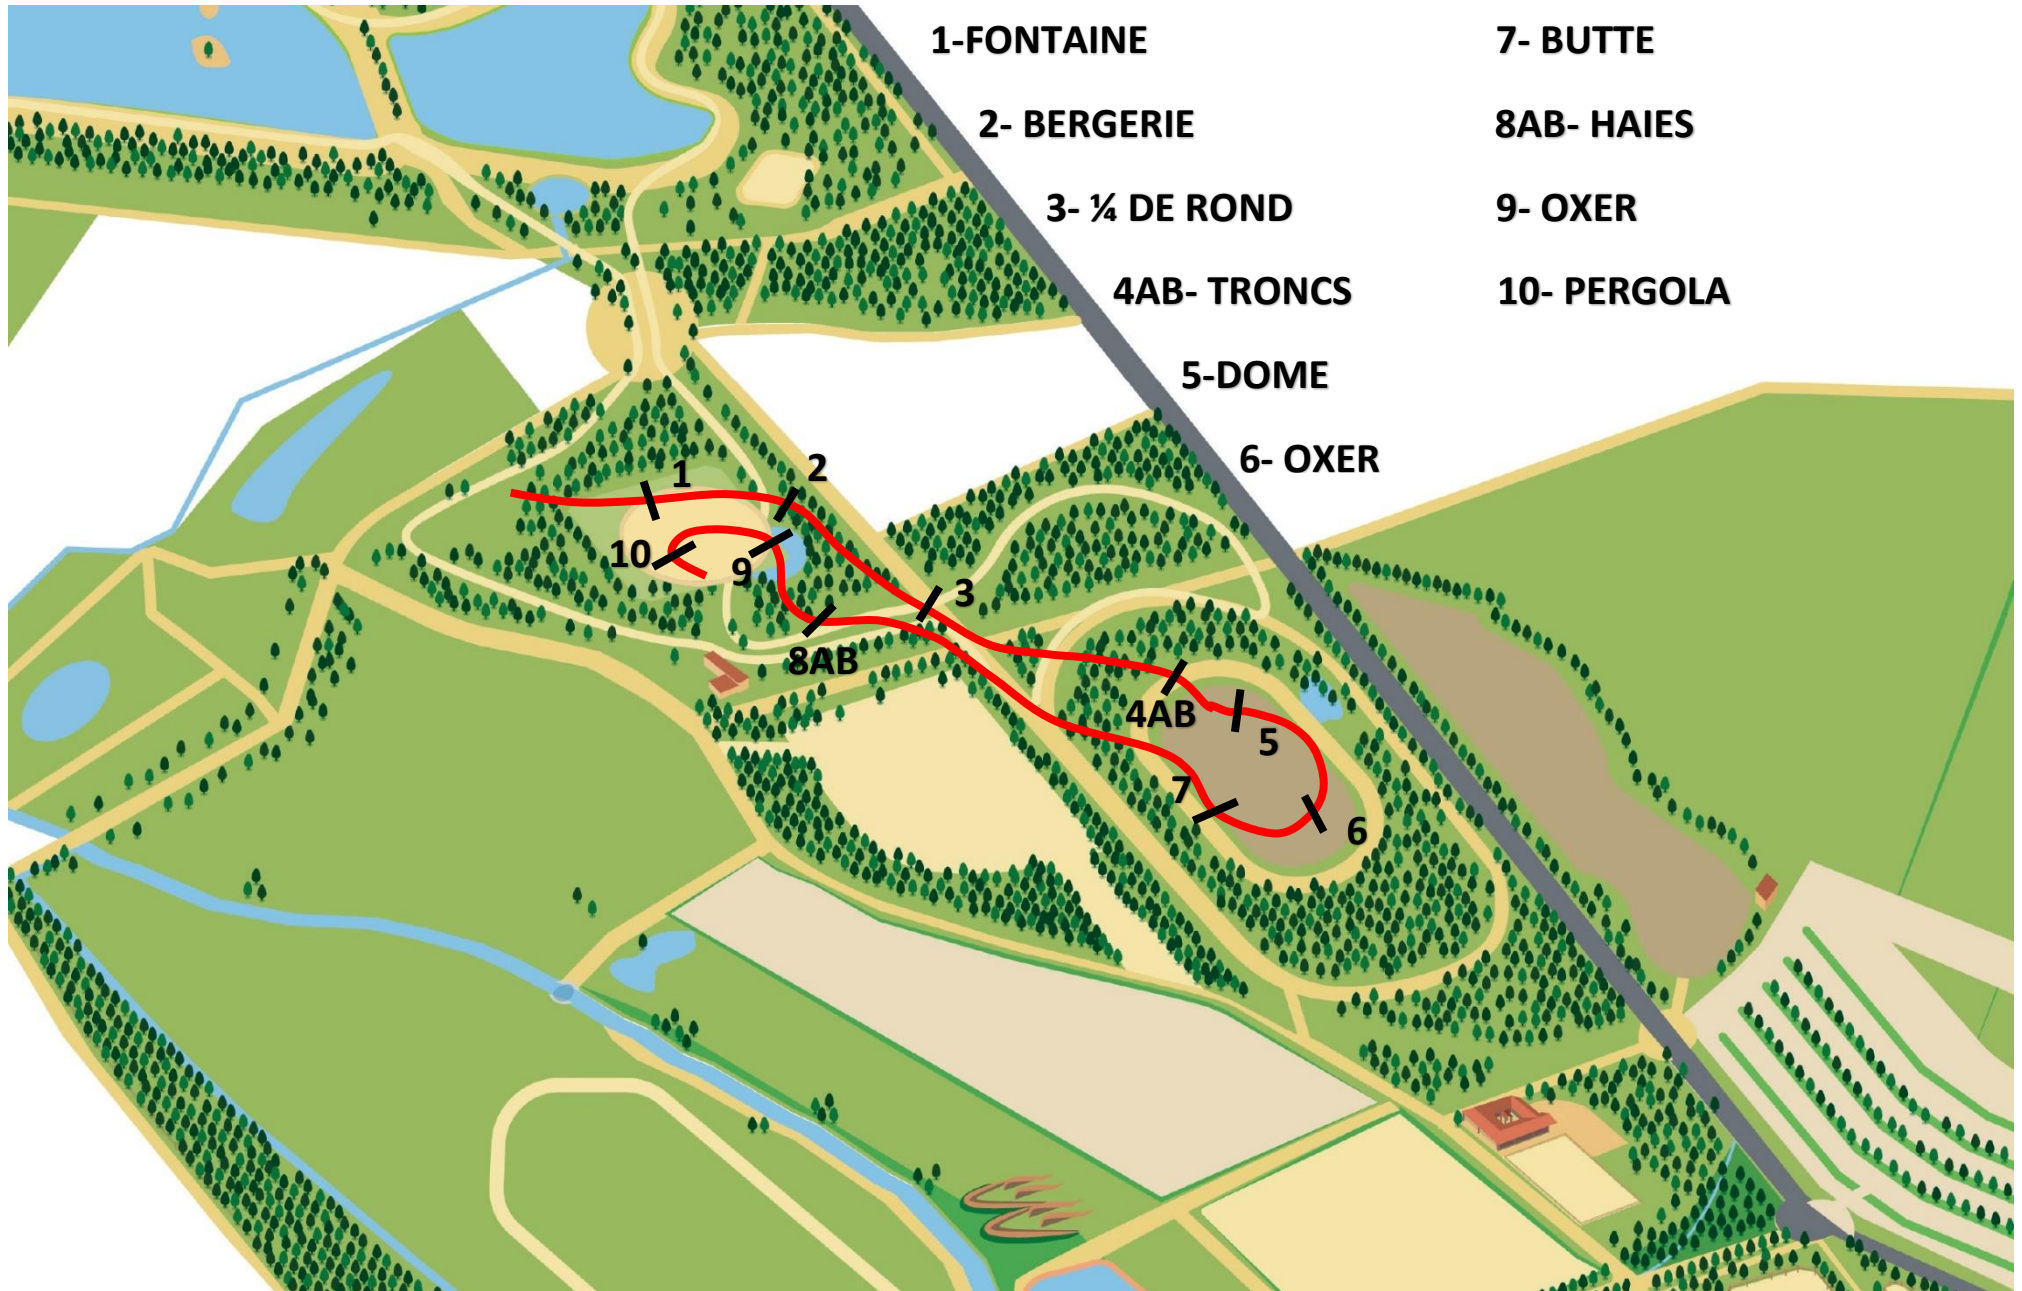 1-FONTAINE
2- BERGERIE
3- ¼ DE ROND
4AB- TRONCS
5-DOME
6- OXER
7- BUTTE
8AB- HAIES
9- OXER
10- PERGOLA
1
2
10
9
3
8AB
4AB
5
7
6